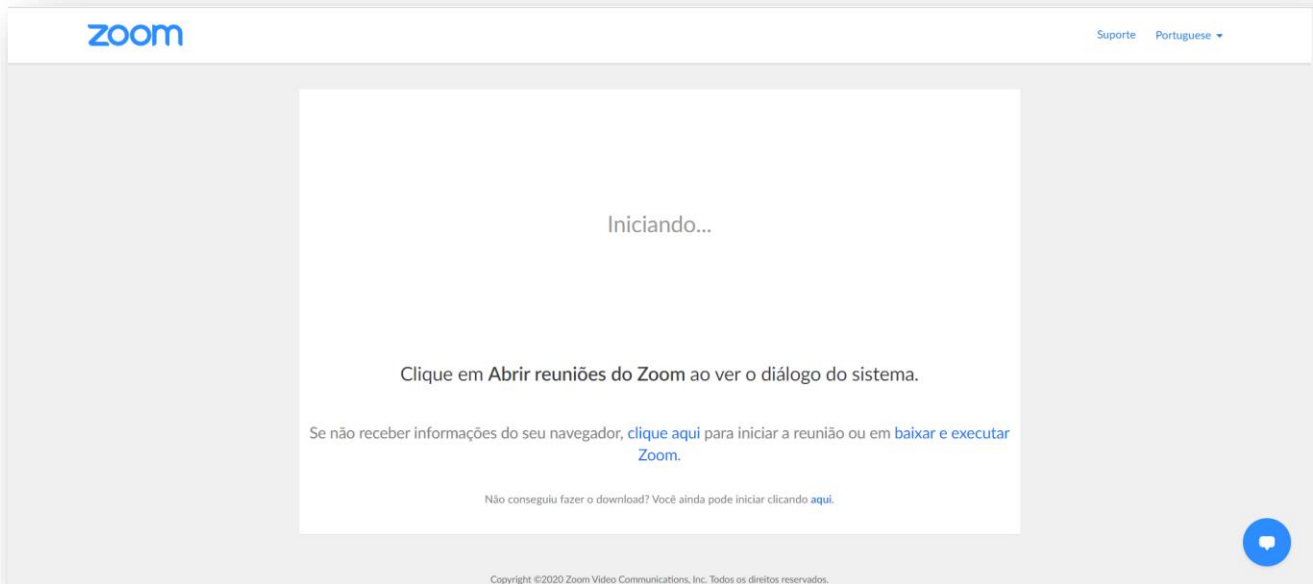 zoom
Suporte
Portuguese
Iniciando...
Clique em Abrir reuniões do Zoom ao ver o diálogo do sistema.
Se não receber informações do seu navegador, clique aqui para iniciar a reunião ou em baixar e executar
Zoom.
Não conseguiu fazer o download? Você ainda pode iniciar clicando aqui.
Copyright ©2020 Zoom Video Communications, Inc. Todos os direitos reservados.